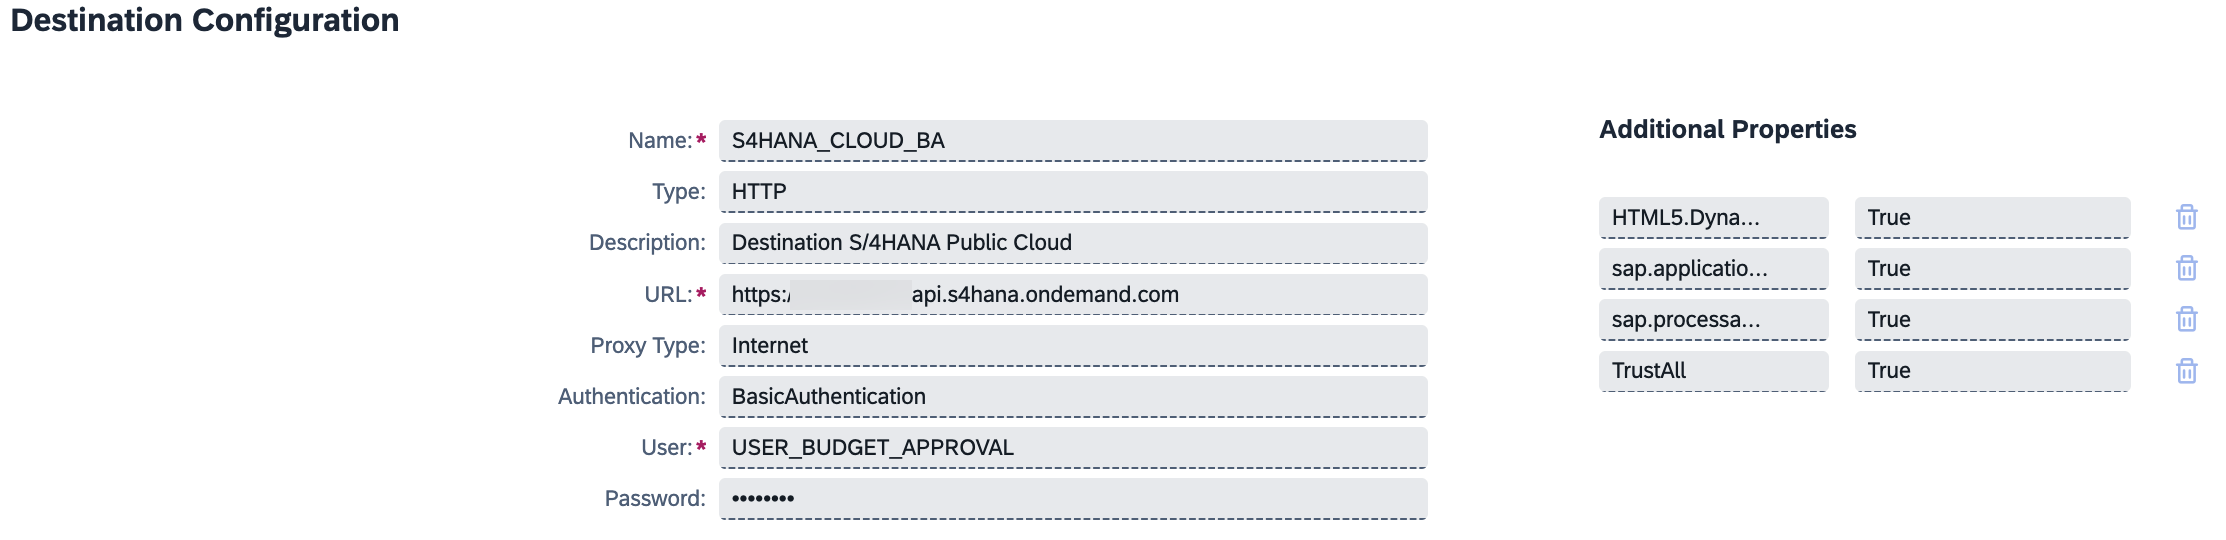 Destination Configuration
Name:* S4HANA_CLOUD_BA
Type: HTTP
Description: Destination S/4HANA Public Cloud
URL:* https:/ api.s4hana.ondemand.com
Proxy Type: Internet
Authentication: BasicAuthentication
User:* USER_BUDGET_APPROVAL
Password: ••••••••
Additional Properties
HTML5.Dyna... True
sap.applicatio... True
sap.processa... True
TrustAll True